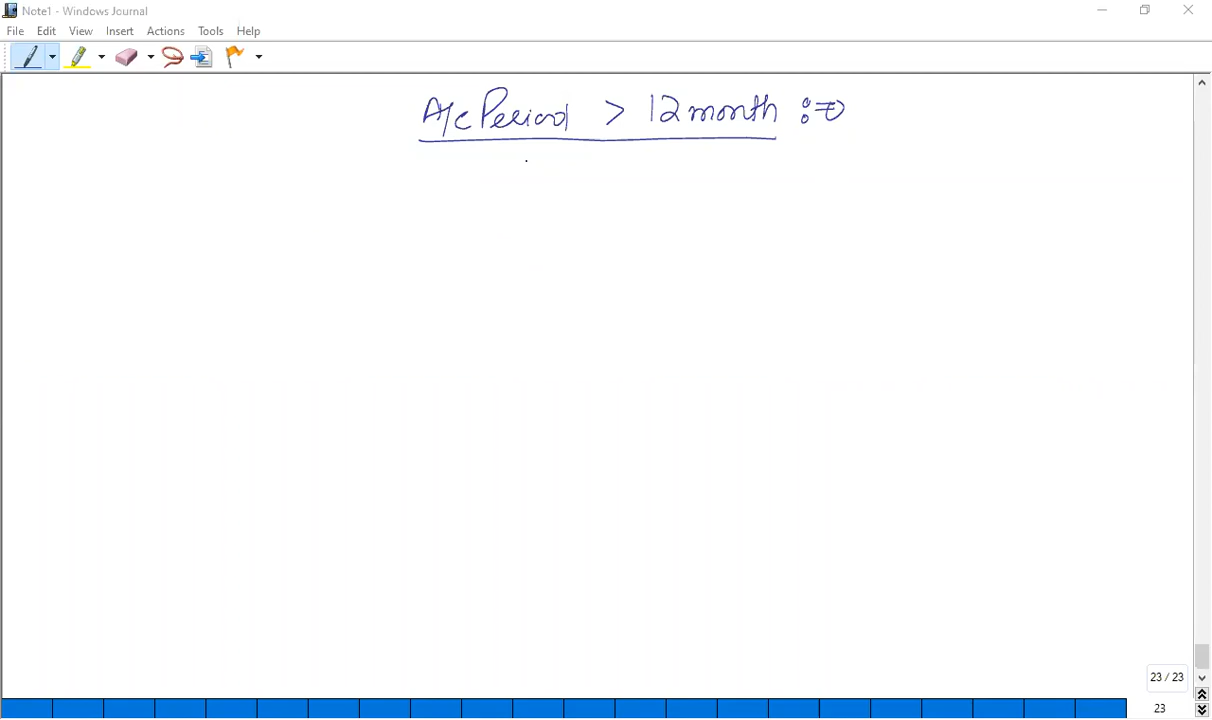 Note1 - Windows Journal
File Edit View Insert Actions Tools Help
A/c Period > 12 month :⇒
23 / 23
23